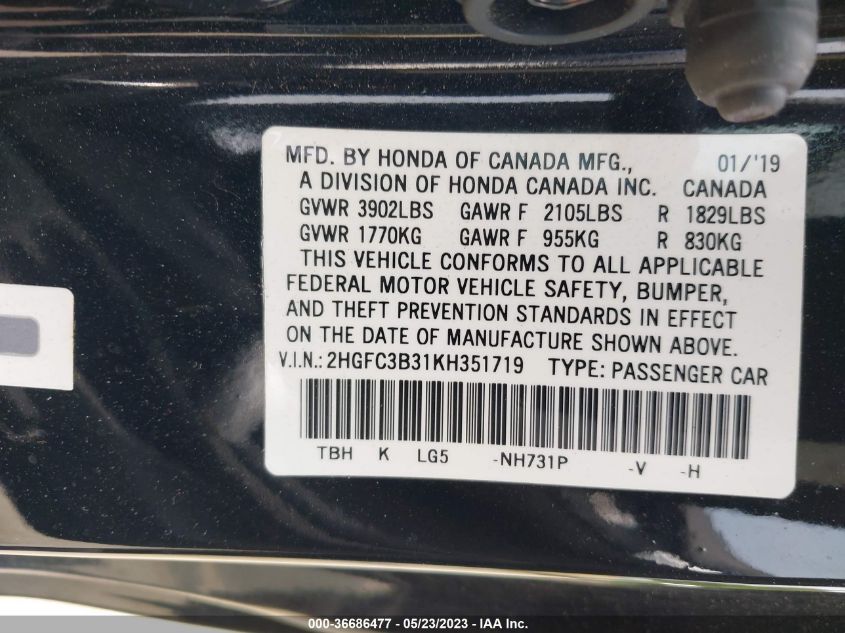 MFD. BY HONDA OF CANADA MFG., 01/'19
A DIVISION OF HONDA CANADA INC. CANADA
GVWR 3902LBS GAWR F 2105LBS R 1829LBS
GVWR 1770KG GAWR F 955KG R 830KG
THIS VEHICLE CONFORMS TO ALL APPLICABLE
FEDERAL MOTOR VEHICLE SAFETY, BUMPER,
AND THEFT PREVENTION STANDARDS IN EFFECT
ON THE DATE OF MANUFACTURE SHOWN ABOVE.
V.I.N.: 2HGFC3B31KH351719 TYPE: PASSENGER CAR
TBH K LG5 -NH731P -V -H
000-36686477 - 05/23/2023 - IAA Inc.